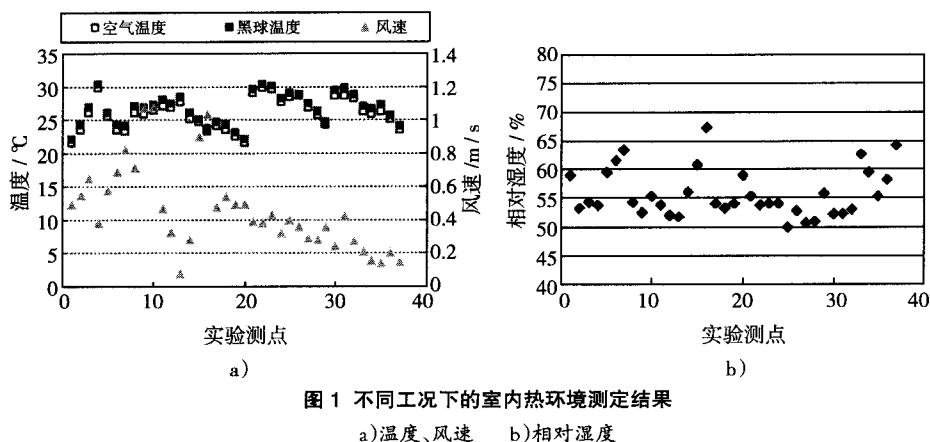 空气温度 黑球温度 风速
35
30
25
20
15
10
5
0
温度/℃
1.4
1.2
1
0.8
0.6
0.4
0.2
0
风速/m/s
0 10 20 30 40
实验测点
a)
80
75
70
65
60
55
50
45
40
相对湿度/%
0 10 20 30 40
实验测点
b)
图1 不同工况下的室内热环境测定结果
a)温度、风速 b)相对湿度